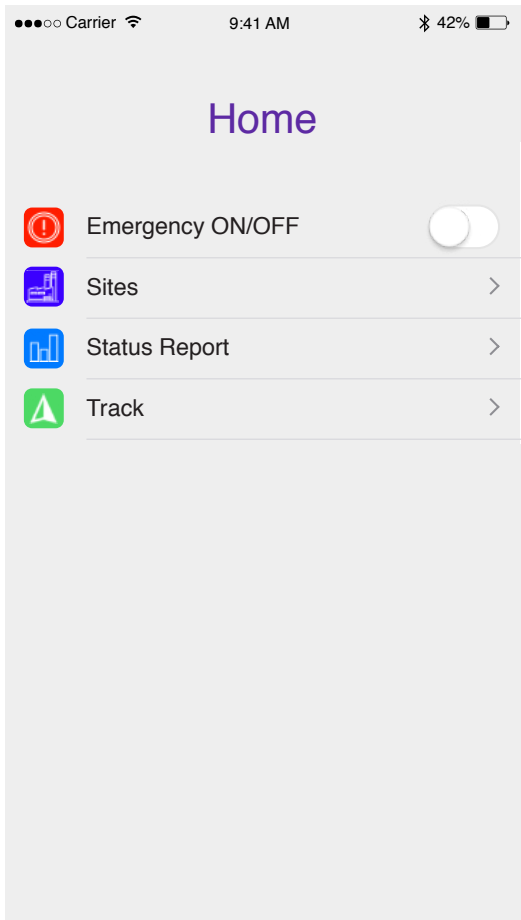 Carrier 9:41 AM 42%
Home
Emergency ON/OFF
Sites
Status Report
Track